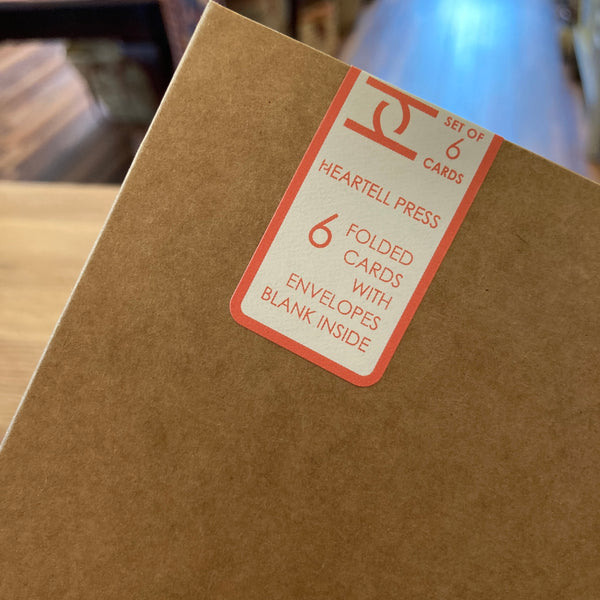 SET OF
6
CARDS
HEARTELL PRESS
6 FOLDED
CARDS
WITH
ENVELOPES
BLANK INSIDE